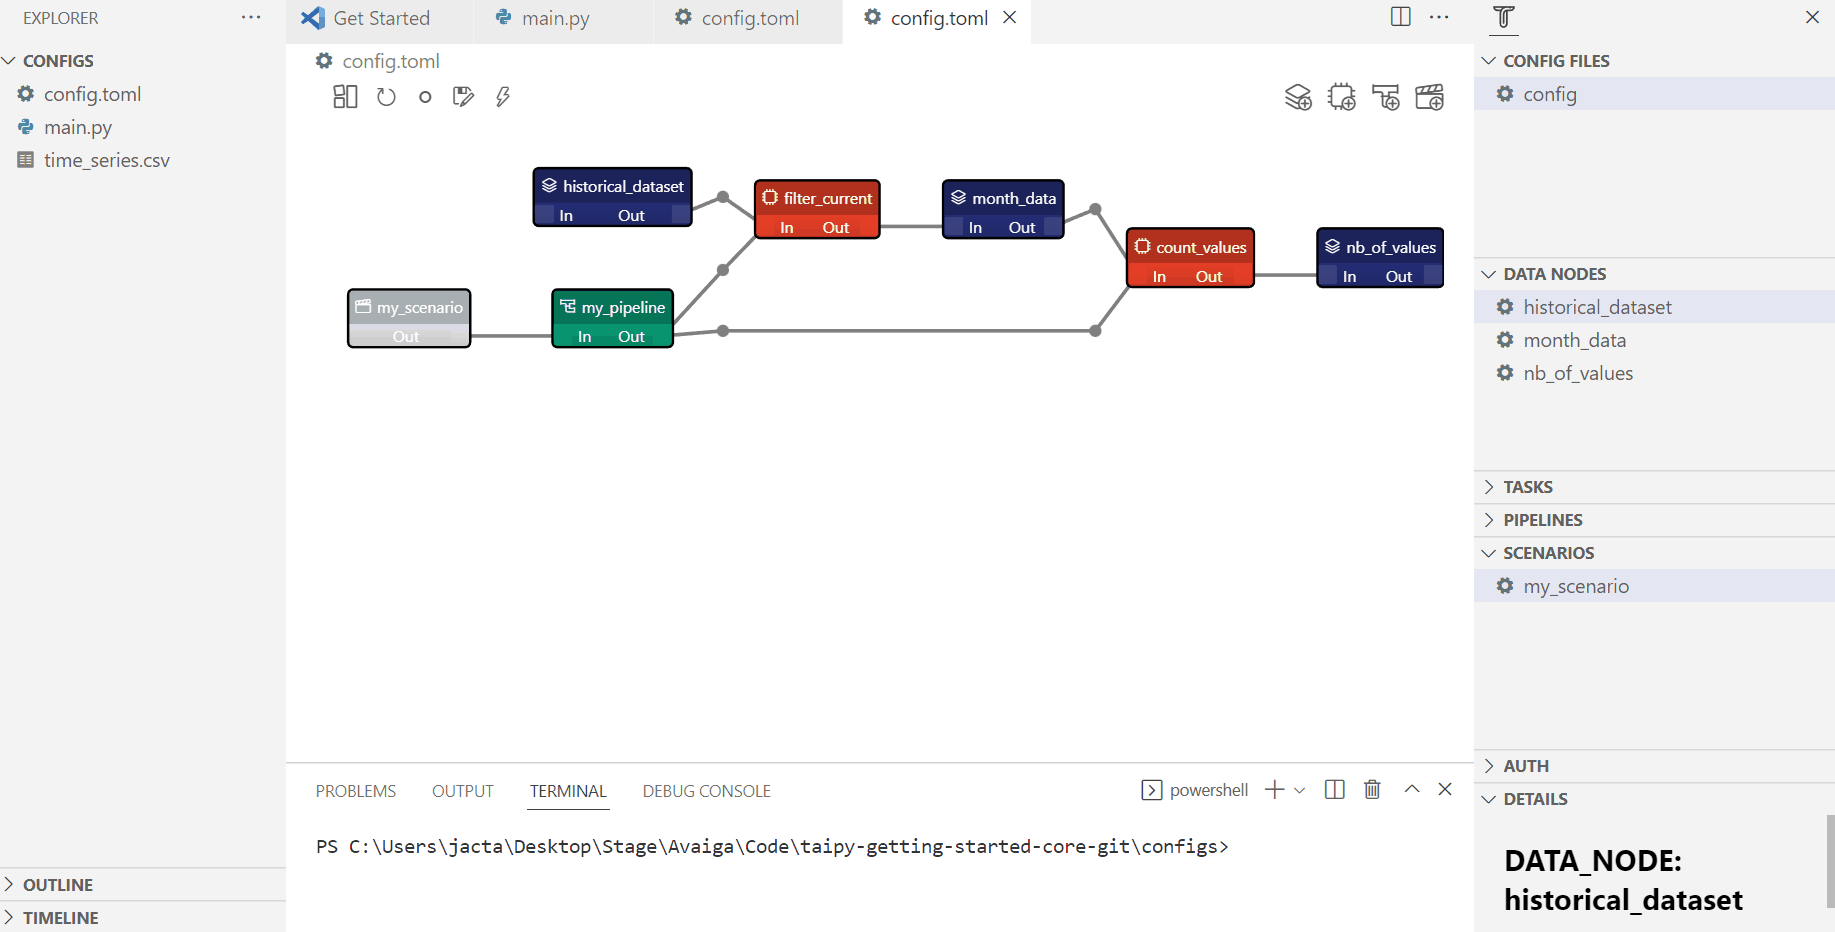 EXPLORER
CONFIGS
config.toml
main.py
time_series.csv
OUTLINE
TIMELINE
Get Started
main.py
config.toml
config.toml
config.toml
historical_dataset
In Out
filter_current
In Out
month_data
In Out
count_values
In Out
nb_of_values
In Out
my_scenario
Out
my_pipeline
In Out
PROBLEMS OUTPUT TERMINAL DEBUG CONSOLE
powershell
PS C:\Users\jacta\Desktop\Stage\Avaiga\Code\taipy-getting-started-core-git\configs>
CONFIG FILES
config
DATA NODES
historical_dataset
month_data
nb_of_values
TASKS
PIPELINES
SCENARIOS
my_scenario
AUTH
DETAILS
DATA_NODE:
historical_dataset